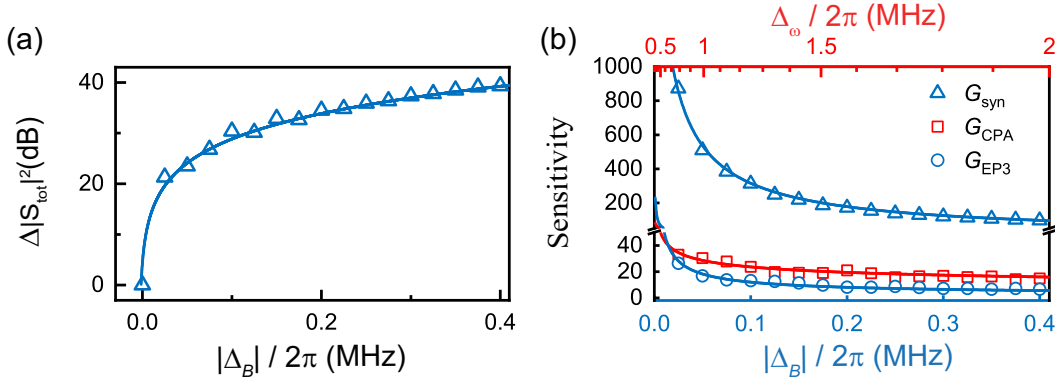 (a)
Δ|S_tot|²(dB)
40
20
0
0.0 0.2 0.4
|Δ_B| / 2π (MHz)
(b)
Δ_ω / 2π (MHz)
0.5 1 1.5 2
Sensitivity
1000
800
600
400
200
40
20
0
G_syn
G_CPA
G_EP3
0.0 0.1 0.2 0.3 0.4
|Δ_B| / 2π (MHz)